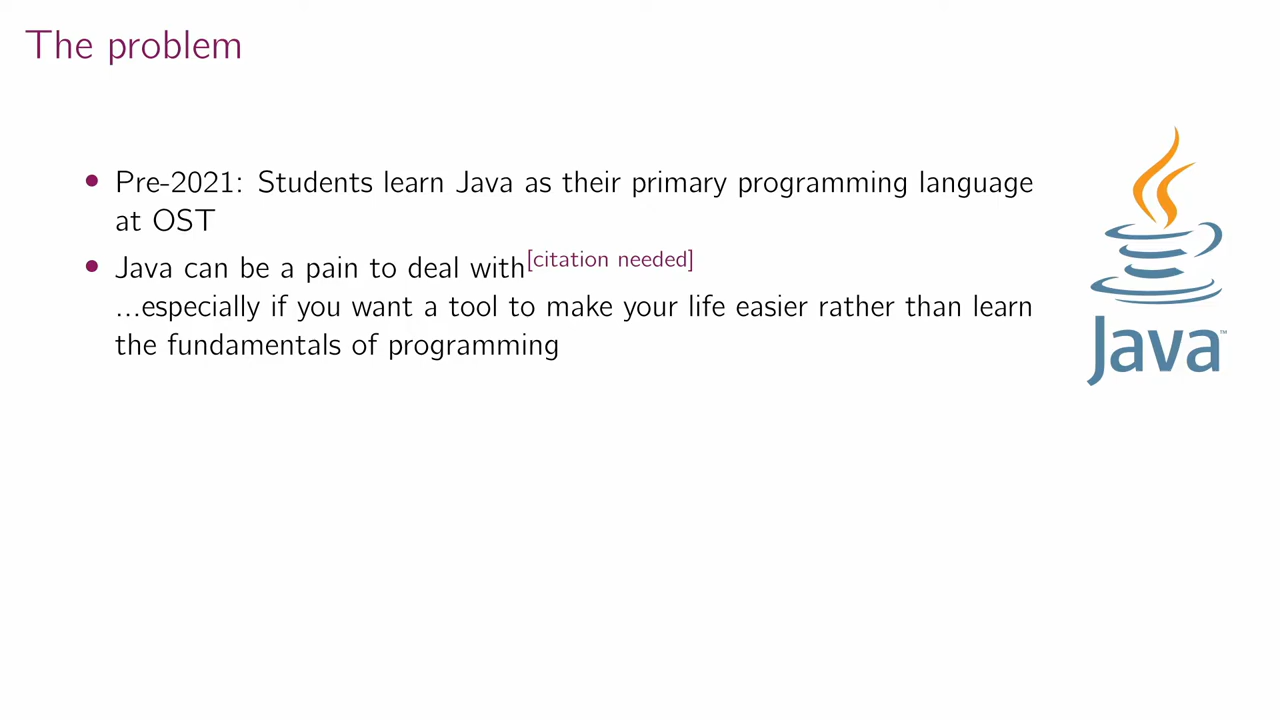 The problem
• Pre-2021: Students learn Java as their primary programming language
at OST
• Java can be a pain to deal with[citation needed]
...especially if you want a tool to make your life easier rather than learn
the fundamentals of programming
Java™